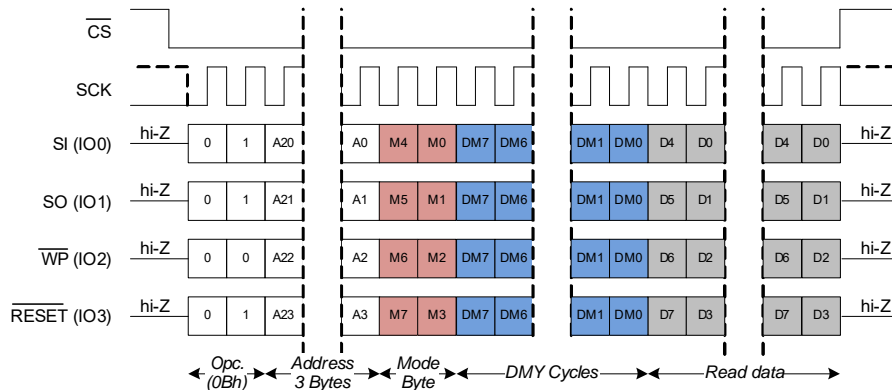 CS
SCK
SI (IO0) hi-Z 0 1 A20 A0 M4 M0 DM7 DM6 DM1 DM0 D4 D0 D4 D0 hi-Z
SO (IO1) hi-Z 0 1 A21 A1 M5 M1 DM7 DM6 DM1 DM0 D5 D1 D5 D1 hi-Z
WP (IO2) hi-Z 0 0 A22 A2 M6 M2 DM7 DM6 DM1 DM0 D6 D2 D6 D2 hi-Z
RESET (IO3) hi-Z 0 1 A23 A3 M7 M3 DM7 DM6 DM1 DM0 D7 D3 D7 D3 hi-Z
Opc. Address Mode DMY Cycles Read data
(0Bh) 3 Bytes Byte